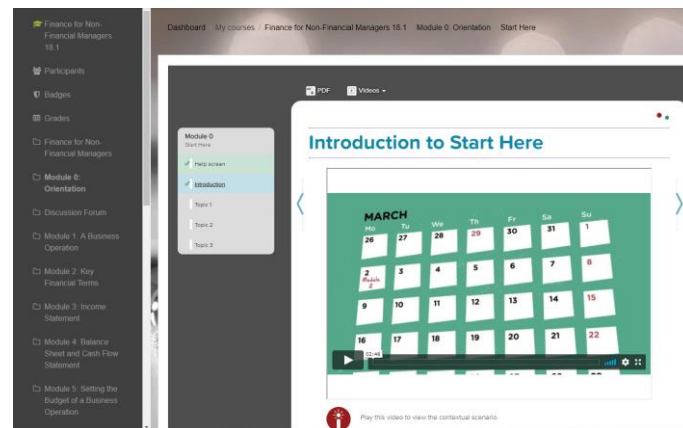 Finance for Non-
Financial Managers
18.1
Participants
Badges
Grades
Finance for Non-
Financial Managers
Module 0:
Orientation
Discussion Forum
Module 1: A Business
Operation
Module 2: Key
Financial Terms
Module 3: Income
Statement
Module 4: Balance
Sheet and Cash Flow
Statement
Module 5: Setting the
Budget of a Business
Operation
Dashboard My courses / Finance for Non-Financial Managers 18.1 Module 0: Orientation Start Here
PDF Videos
Module 0
Start Here
Help screen
Introduction
Topic 1
Topic 2
Topic 3
Introduction to Start Here
MARCH
Mo Tu We Th Fr Sa Su
26 27 28 29 30 31 1
2 3 4 5 6 7 8
Module
2
9 10 11 12 13 14 15
16 17 18 19 20 21 22
02:48
Play this video to view the contextual scenario.